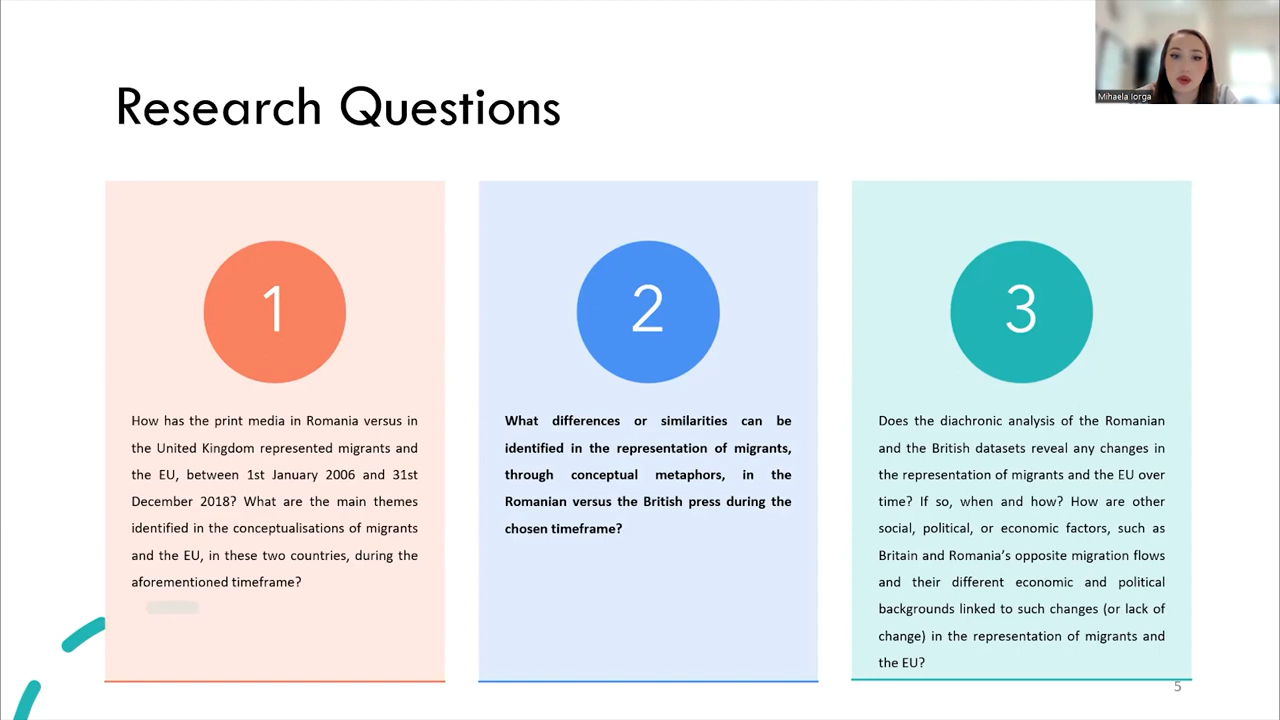 Mihaela Iorga
Research Questions
1
How has the print media in Romania versus in
the United Kingdom represented migrants and
the EU, between 1st January 2006 and 31st
December 2018? What are the main themes
identified in the conceptualisations of migrants
and the EU, in these two countries, during the
aforementioned timeframe?
2
What differences or similarities can be
identified in the representation of migrants,
through conceptual metaphors, in the
Romanian versus the British press during the
chosen timeframe?
3
Does the diachronic analysis of the Romanian
and the British datasets reveal any changes in
the representation of migrants and the EU over
time? If so, when and how? How are other
social, political, or economic factors, such as
Britain and Romania’s opposite migration flows
and their different economic and political
backgrounds linked to such changes (or lack of
change) in the representation of migrants and
the EU?
5